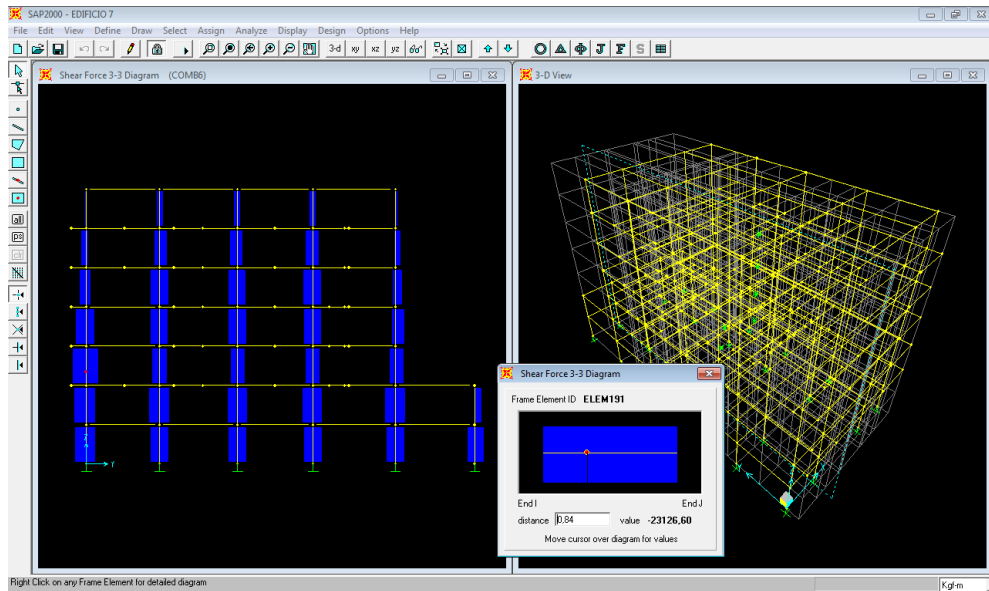 SAP2000 - EDIFICIO 7
File Edit View Define Draw Select Assign Analyze Display Design Options Help
3-d xy xz yz
J F S
Shear Force 3-3 Diagram (COMB6)
3-D View
all
ps
clr
Z
Y
Shear Force 3-3 Diagram
Frame Element ID ELEM191
End I End J
distance 0,84 value -23126,60
Move cursor over diagram for values
Right Click on any Frame Element for detailed diagram
Kgf-m